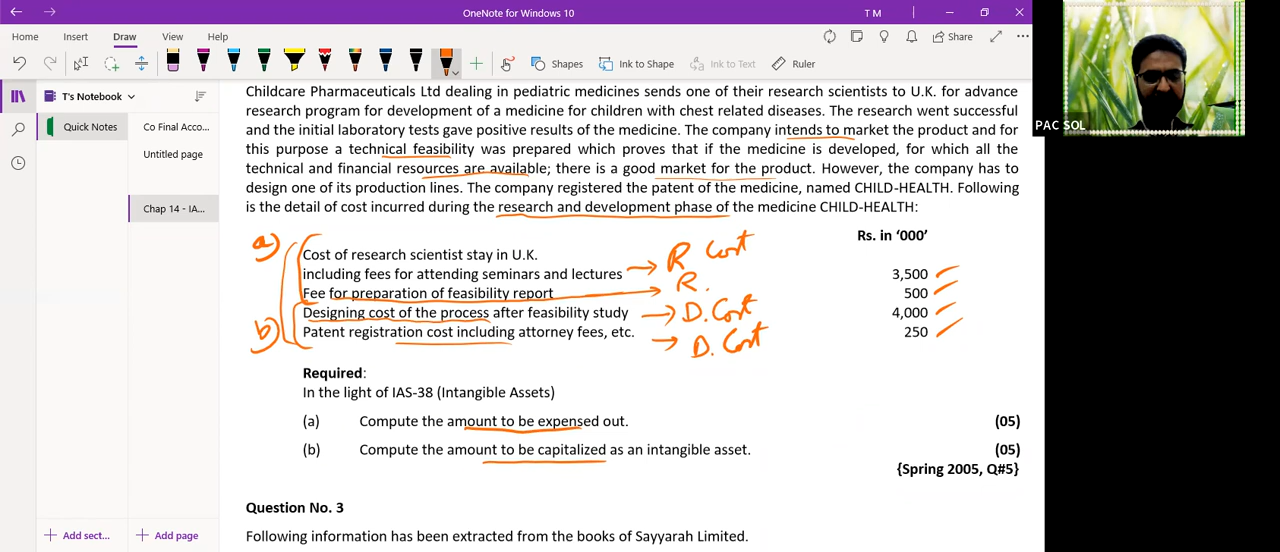 OneNote for Windows 10
T M
Home Insert Draw View Help
Share
Shapes Ink to Shape Ink to Text Ruler
T's Notebook
Quick Notes
Co Final Acco...
Untitled page
Chap 14 - IA...
Childcare Pharmaceuticals Ltd dealing in pediatric medicines sends one of their research scientists to U.K. for advance
research program for development of a medicine for children with chest related diseases. The research went successful
and the initial laboratory tests gave positive results of the medicine. The company intends to market the product and for
this purpose a technical feasibility was prepared which proves that if the medicine is developed, for which all the
technical and financial resources are available; there is a good market for the product. However, the company has to
design one of its production lines. The company registered the patent of the medicine, named CHILD-HEALTH. Following
is the detail of cost incurred during the research and development phase of the medicine CHILD-HEALTH:
Rs. in '000'
a)
Cost of research scientist stay in U.K.
R Cost
including fees for attending seminars and lectures 3,500
Fee for preparation of feasibility report R. 500
Designing cost of the process after feasibility study D. Cost 4,000
b)
Patent registration cost including attorney fees, etc. D. Cost 250
Required:
In the light of IAS-38 (Intangible Assets)
(a) Compute the amount to be expensed out. (05)
(b) Compute the amount to be capitalized as an intangible asset. (05)
{Spring 2005, Q#5}
Question No. 3
Following information has been extracted from the books of Sayyarah Limited.
Add sect... Add page
PAC SOL